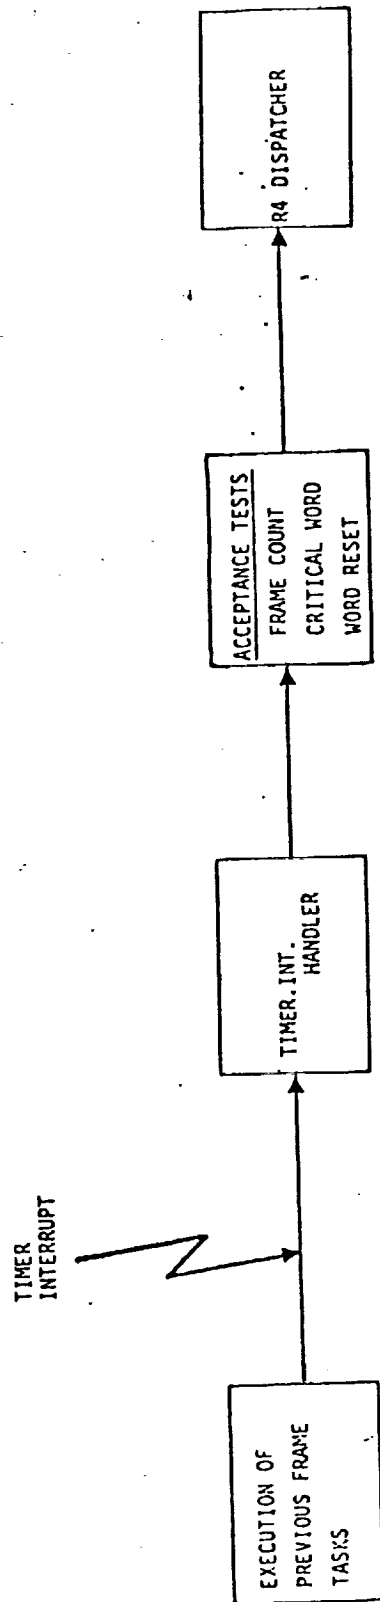 TIMER
INTERRUPT
EXECUTION OF
PREVIOUS FRAME
TASKS
TIMER.INT.
HANDLER
ACCEPTANCE TESTS
FRAME COUNT
CRITICAL WORD
WORD RESET
R4 DISPATCHER